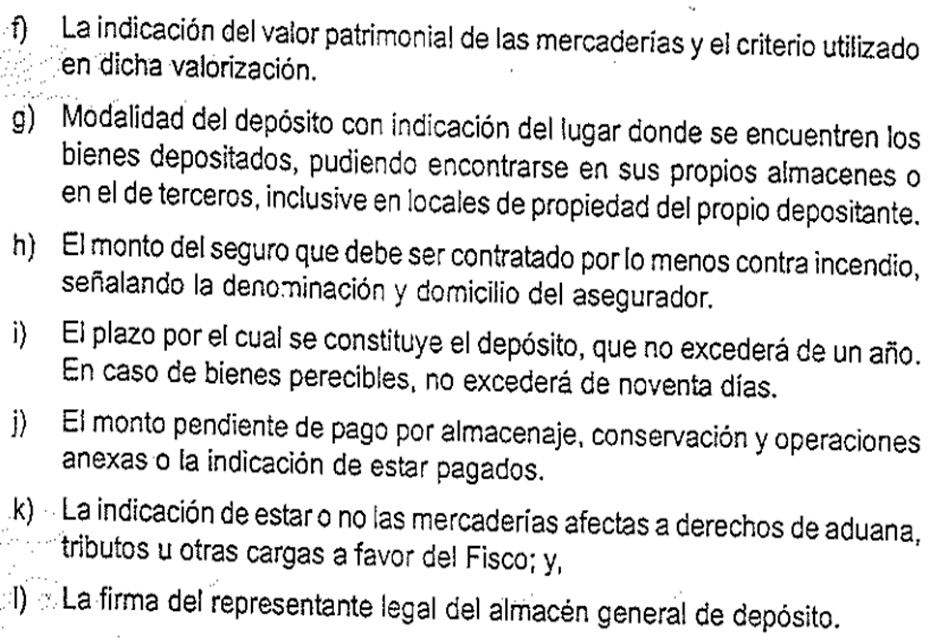 f) La indicación del valor patrimonial de las mercaderías y el criterio utilizado
en dicha valorización.
g) Modalidad del depósito con indicación del lugar donde se encuentren los
bienes depositados, pudiendo encontrarse en sus propios almacenes o
en el de terceros, inclusive en locales de propiedad del propio depositante.
h) El monto del seguro que debe ser contratado por lo menos contra incendio,
señalando la denominación y domicilio del asegurador.
i) El plazo por el cual se constituye el depósito, que no excederá de un año.
En caso de bienes perecibles, no excederá de noventa días.
j) El monto pendiente de pago por almacenaje, conservación y operaciones
anexas o la indicación de estar pagados.
k) La indicación de estar o no las mercaderías afectas a derechos de aduana,
tributos u otras cargas a favor del Fisco; y,
l) La firma del representante legal del almacén general de depósito.